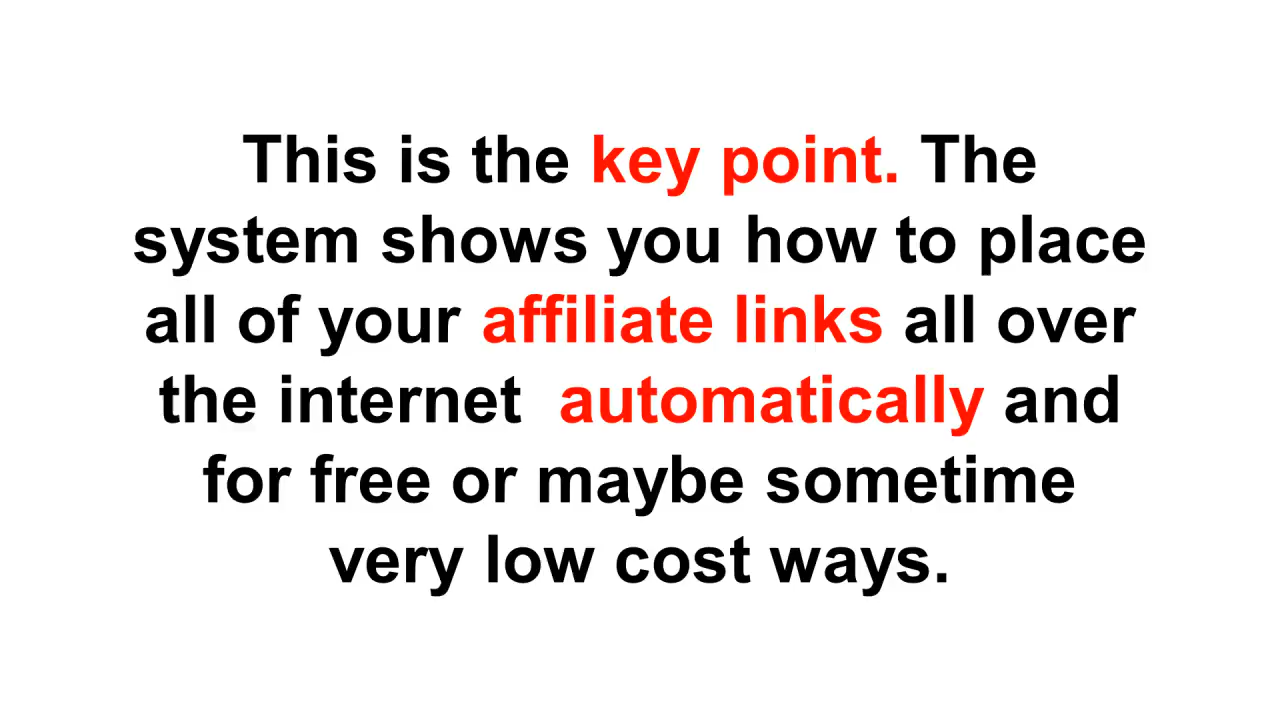 This is the key point. The
system shows you how to place
all of your affiliate links all over
the internet  automatically and
for free or maybe sometime
very low cost ways.